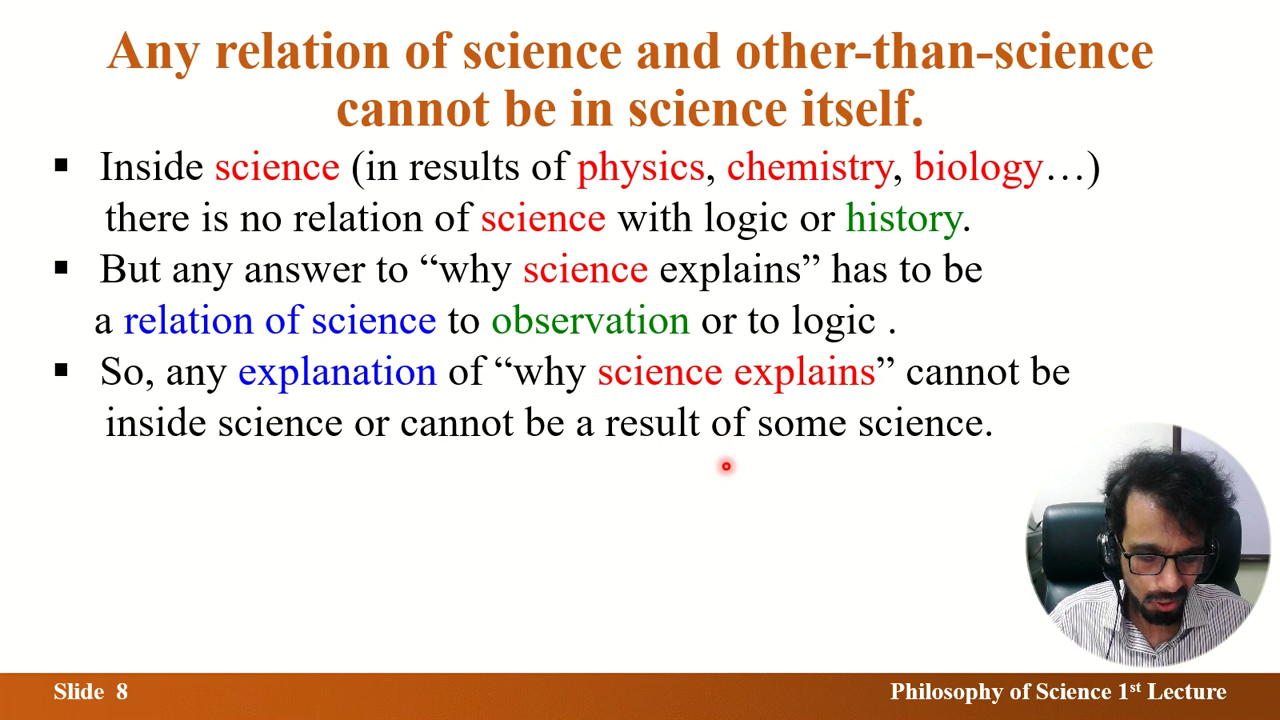 Any relation of science and other-than-science
cannot be in science itself.
▪ Inside science (in results of physics, chemistry, biology…)
there is no relation of science with logic or history.
▪ But any answer to “why science explains” has to be
a relation of science to observation or to logic .
▪ So, any explanation of “why science explains” cannot be
inside science or cannot be a result of some science.
Slide 8
Philosophy of Science 1st Lecture